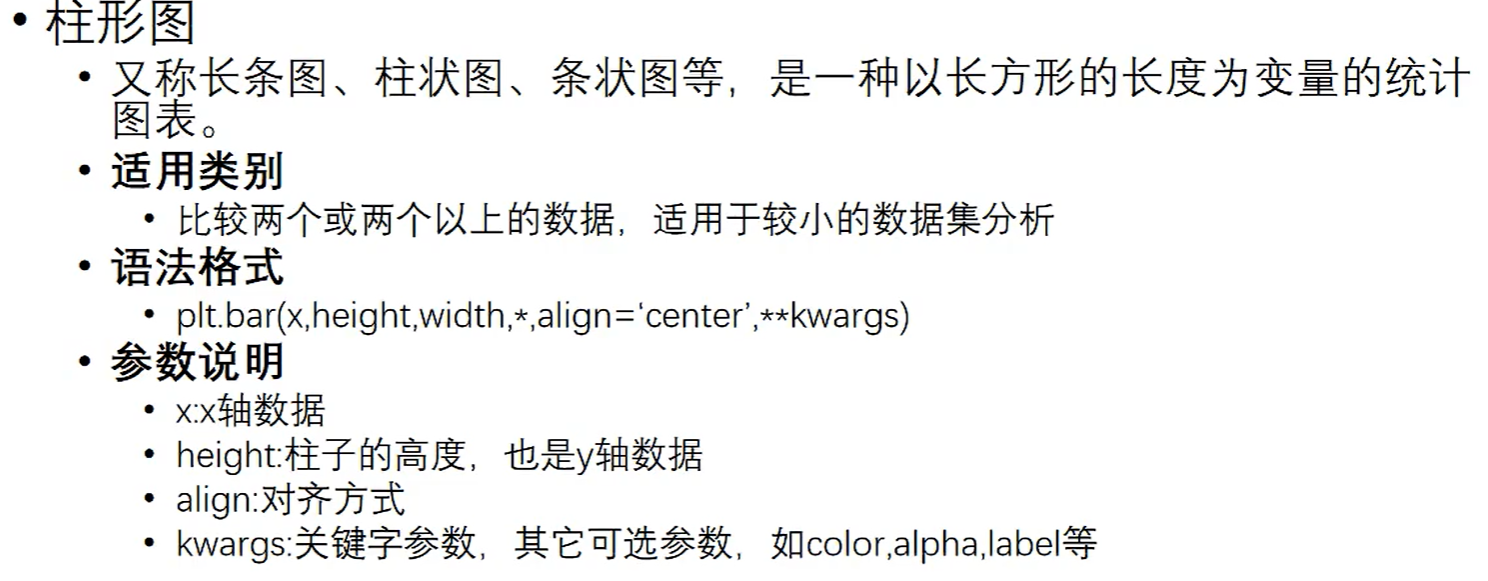 • 柱形图
• 又称长条图、柱状图、条状图等，是一种以长方形的长度为变量的统计
图表。
• 适用类别
• 比较两个或两个以上的数据，适用于较小的数据集分析
• 语法格式
• plt.bar(x,height,width,*,align=‘center’,**kwargs)
• 参数说明
• x:x轴数据
• height:柱子的高度，也是y轴数据
• align:对齐方式
• kwargs:关键字参数，其它可选参数，如color,alpha,label等